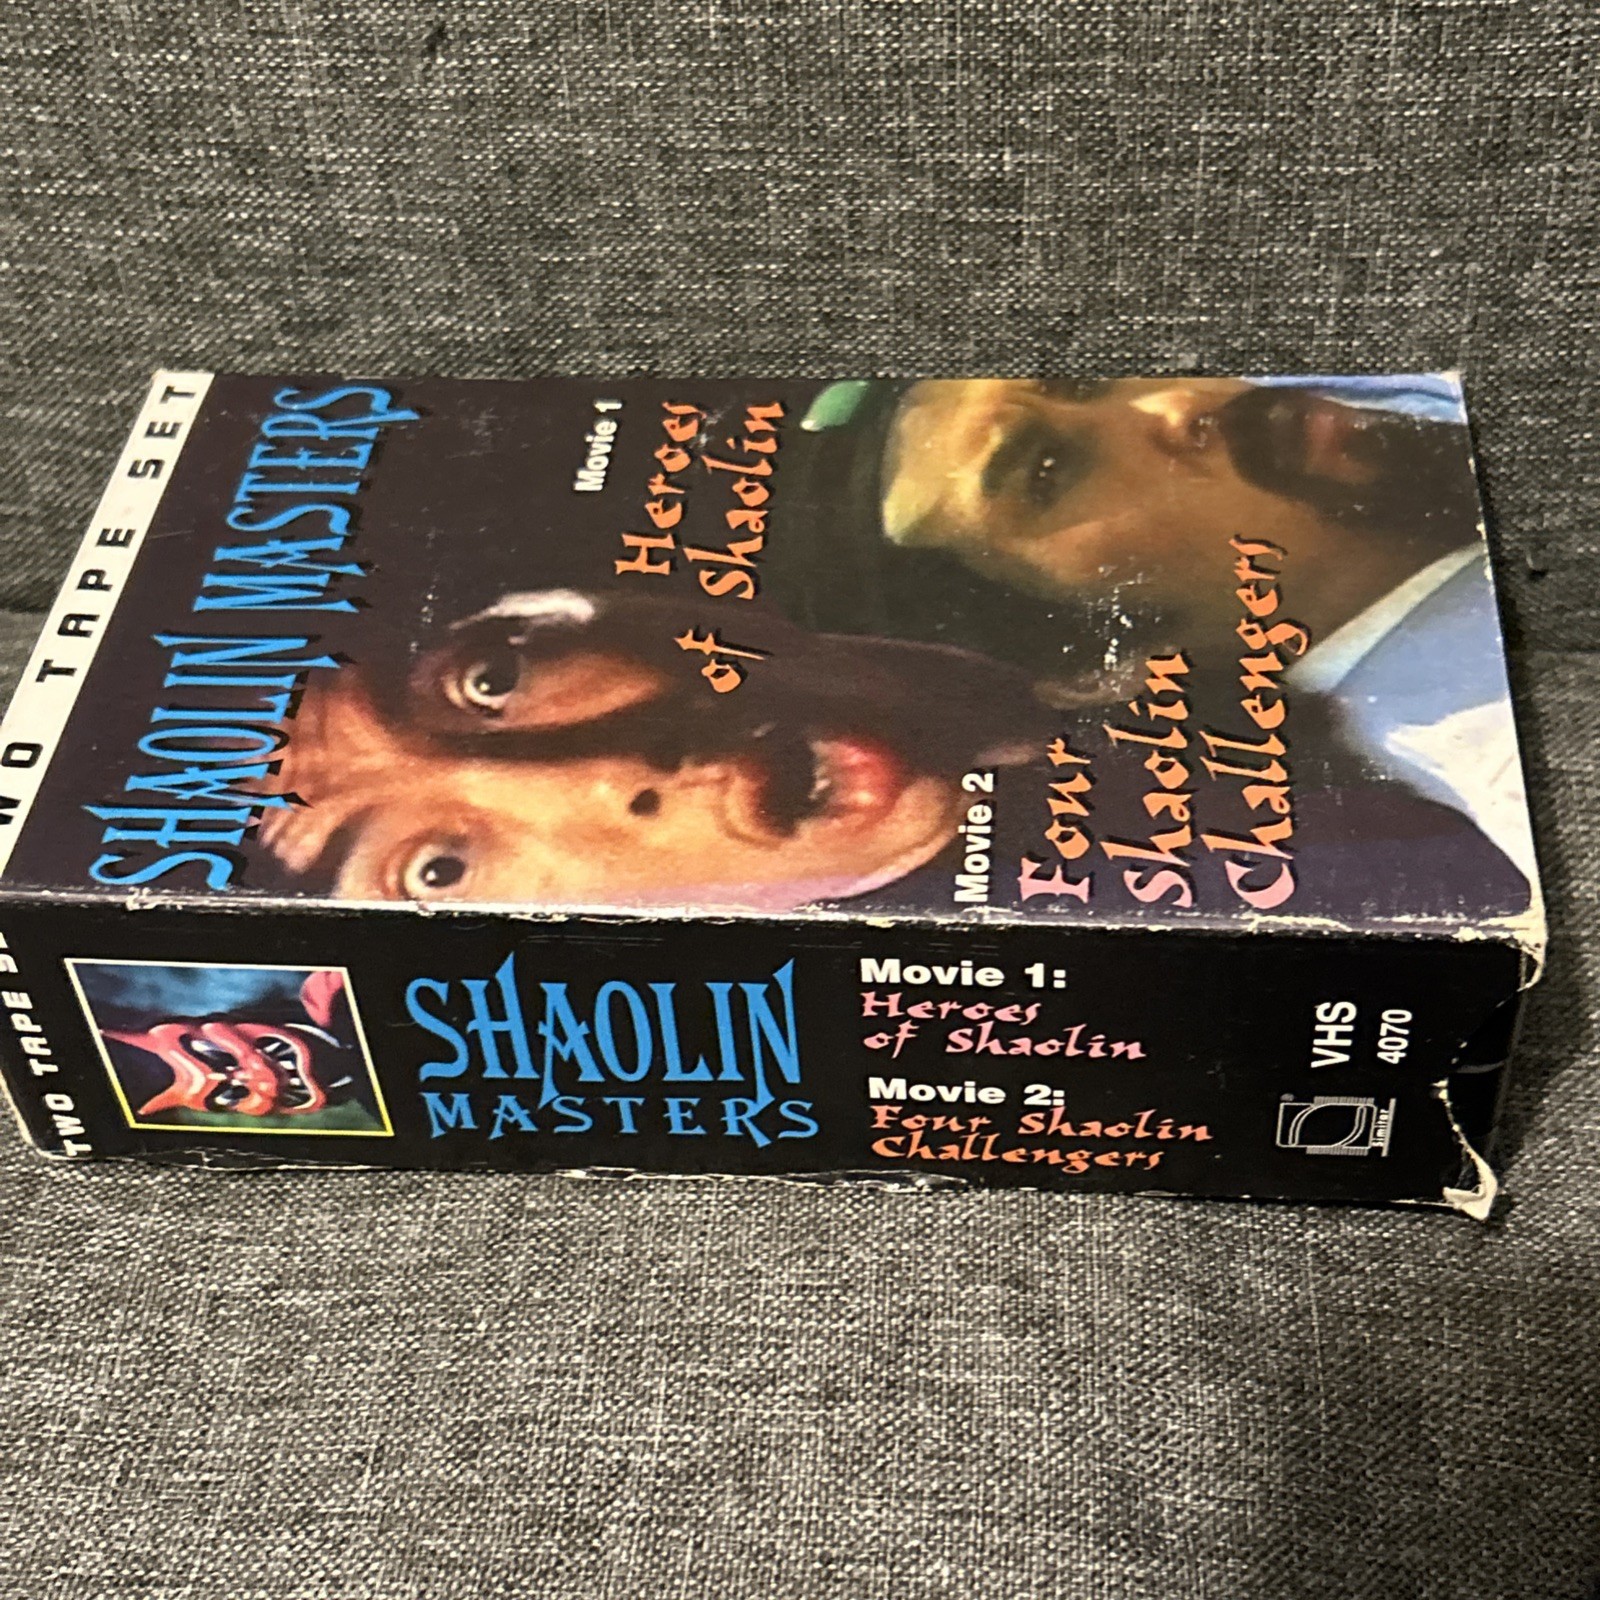 TWO TAPE SET
SHAOLIN MASTERS
Movie 1
Heroes
of Shaolin
Movie 2
Four
Shaolin
Challengers
TWO TAPE
SHAOLIN
MASTERS
Movie 1:
Heroes
of Shaolin
Movie 2:
Four Shaolin
Challengers
VHS
4070
simitar
®